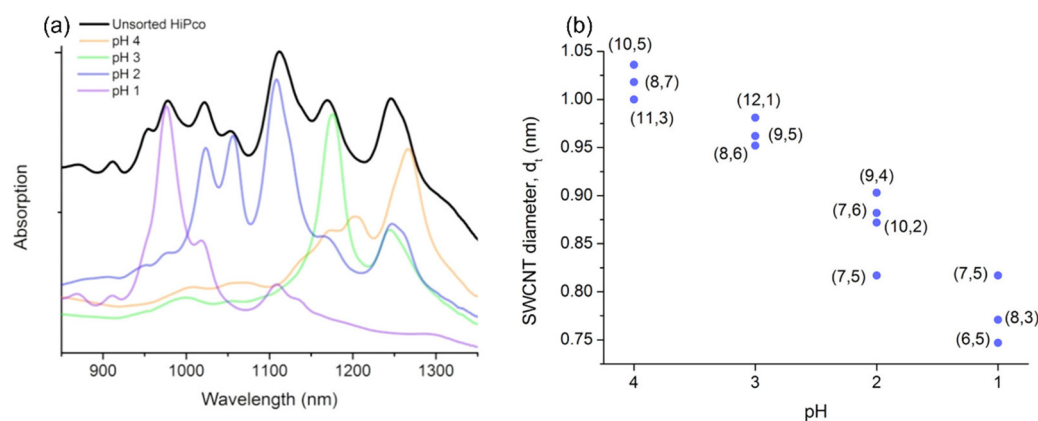 (a)
Unsorted HiPco
pH 4
pH 3
pH 2
pH 1
Absorption
900 1000 1100 1200 1300
Wavelength (nm)
(b)
SWCNT diameter, dt (nm)
1.05
1.00
0.95
0.90
0.85
0.80
0.75
(10,5)
(8,7)
(11,3)
(12,1)
(9,5)
(8,6)
(9,4)
(7,6)
(10,2)
(7,5)
(7,5)
(8,3)
(6,5)
4 3 2 1
pH